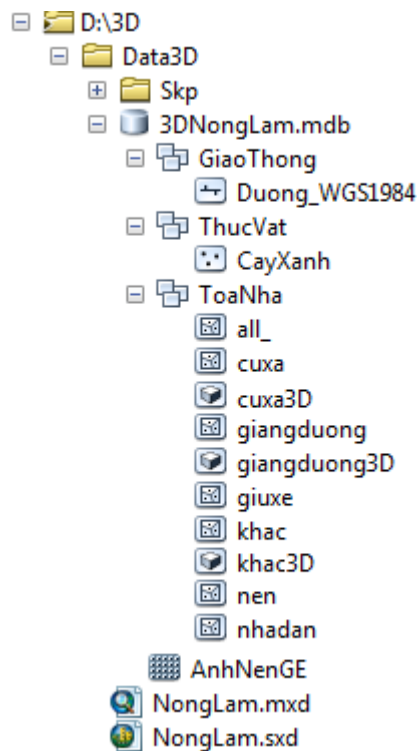 D:\3D
Data3D
Skp
3DNongLam.mdb
GiaoThong
Duong_WGS1984
ThucVat
CayXanh
ToaNha
all_
cuxa
cuxa3D
giangduong
giangduong3D
giuxe
khac
khac3D
nen
nhadan
AnhNenGE
NongLam.mxd
NongLam.sxd